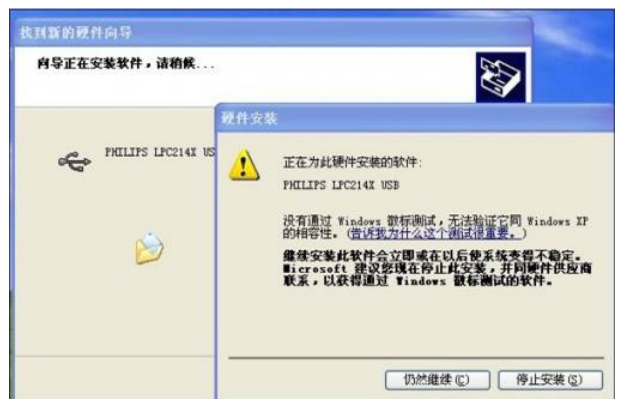 找到新的硬件向导
向导正在安装软件，请稍候...
PHILIPS LPC214X US
硬件安装
正在为此硬件安装的软件:
PHILIPS LPC214X USB
没有通过 Windows 徽标测试，无法验证它同 Windows XP
的相容性。(告诉我为什么这个测试很重要。)
继续安装此软件会立即或在以后使系统变得不稳定。
Microsoft 建议您现在停止此安装，并同硬件供应商
联系，以获得通过 Windows 徽标测试的软件。
仍然继续(C)
停止安装(S)